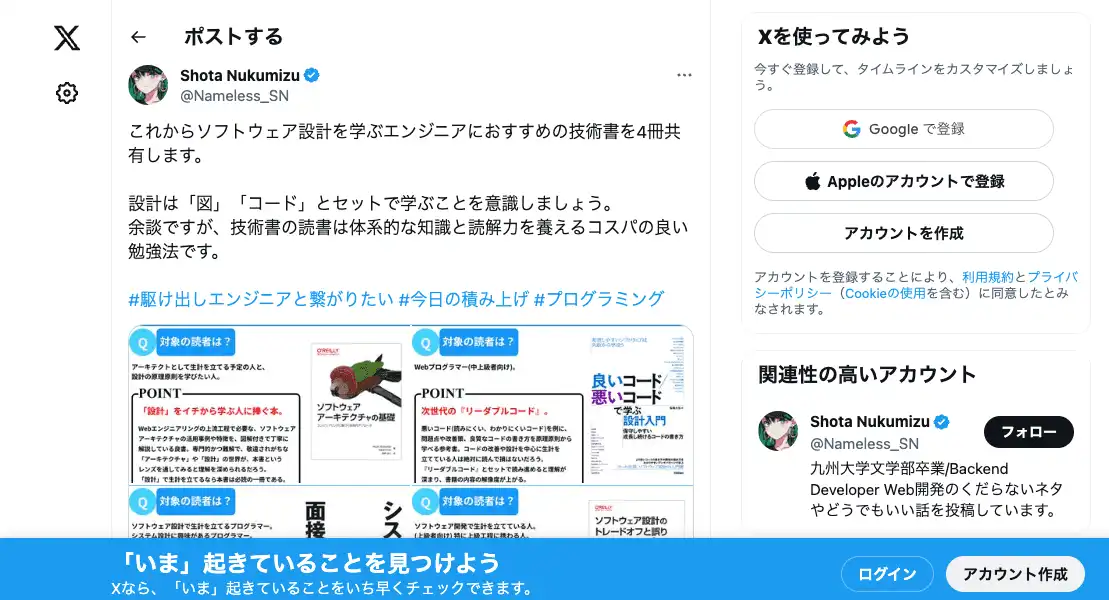 ポストする
Shota Nukumizu
@Nameless_SN
これからソフトウェア設計を学ぶエンジニアにおすすめの技術書を4冊共
有します。
設計は「図」「コード」とセットで学ぶことを意識しましょう。
余談ですが、技術書の読書は体系的な知識と読解力を養えるコスパの良い
勉強法です。
#駆け出しエンジニアと繋がりたい #今日の積み上げ #プログラミング
Q 対象の読者は？
アーキテクトとして生計を立てる予定の人と、
設計の原理原則を学びたい人。
POINT
「設計」をイチから学ぶ人に捧ぐ本。
Webエンジニアリングの上流工程で必要な、ソフトウェア
アーキテクチャの活用事例や特徴を、図解付きで丁寧に
解説している良書。専門的かつ難解で、敬遠されがちな
「アーキテクチャ」や「設計」の世界が、本書という
レンズを通してみると理解を深められるだろう。
「設計」で生計を立てるなら本書は必読の一冊である。
O'REILLY
ソフトウェア
アーキテクチャの基礎
Q 対象の読者は？
Webプログラマー(中上級者向け)。
POINT
次世代の『リーダブルコード』。
悪いコード(読みにくい、わかりにくいコード)を例に、
問題点や改善策、良質なコードの書き方を原理原則から
学べる参考書。コードの改善や設計を中心に生計を
立てている人は絶対に読んで損はないだろう。
『リーダブルコード』とセットで読み進めると理解が
深まり、書籍の内容の解像度が上がる。
良いコード/
悪いコード
で学ぶ
設計入門
保守しやすい
成長し続けるコードの書き方
Q 対象の読者は？
ソフトウェア設計で生計を立てるプログラマー。
システム設計に興味があるプログラマー。
面接
シス
Q 対象の読者は？
ソフトウェア開発で生計を立てている人。
(上級者向け) 特に上級工程に携わる人。
O'REILLY
ソフトウェア設計の
トレードオフと誤り
Xを使ってみよう
今すぐ登録して、タイムラインをカスタマイズしましょ
う。
Google で登録
Appleのアカウントで登録
アカウントを作成
アカウントを登録することにより、利用規約とプライバ
シーポリシー（Cookieの使用を含む）に同意したとみ
なされます。
関連性の高いアカウント
Shota Nukumizu
@Nameless_SN
フォロー
九州大学文学部卒業/Backend
Developer Web開発のくだらないネタ
やどうでもいい話を投稿しています。
「いま」起きていることを見つけよう
Xなら、「いま」起きていることをいち早くチェックできます。
ログイン
アカウント作成